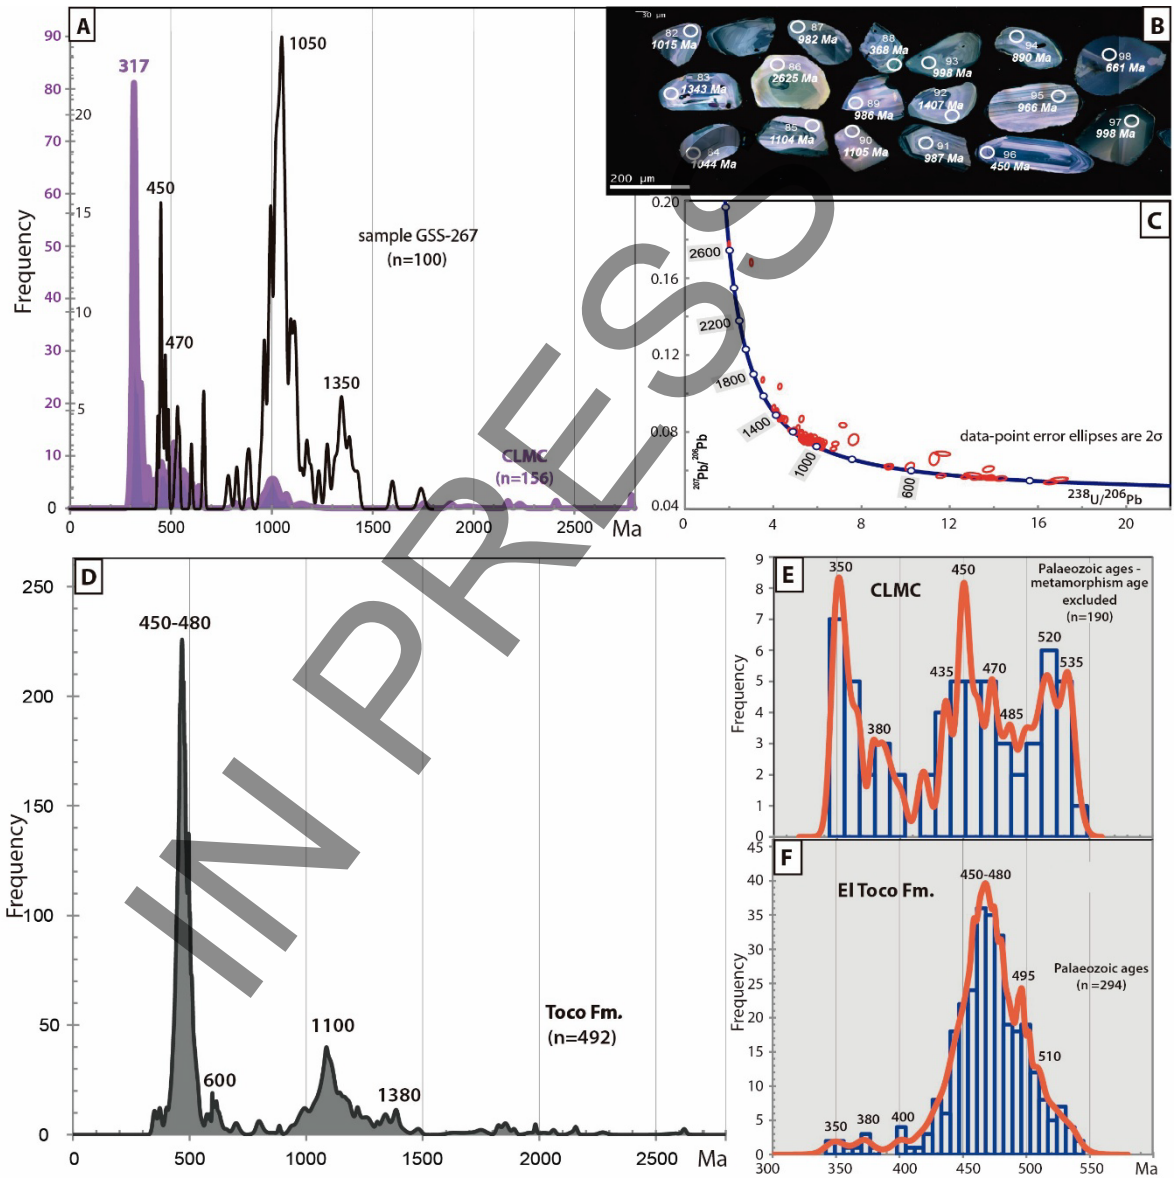 A
Frequency
90
80
70
60
50
40
30
20
10
0
20
15
10
5
317
450
470
1050
1350
sample GSS-267
(n=100)
CLMC
(n=156)
0
500
1000
1500
2000
2500
Ma
B
30 µm
82
1015 Ma
87
982 Ma
88
368 Ma
93
998 Ma
94
890 Ma
98
661 Ma
83
1343 Ma
86
2625 Ma
89
986 Ma
92
1407 Ma
95
966 Ma
97
998 Ma
84
1044 Ma
85
1104 Ma
90
1105 Ma
91
987 Ma
96
450 Ma
200 µm
C
0.20
0.16
0.12
0.08
0.04
2600
2200
1800
1400
1000
600
207Pb/206Pb
data-point error ellipses are 2σ
238U/206Pb
0
4
8
12
16
20
D
Frequency
250
200
150
100
50
0
450-480
600
1100
1380
Toco Fm.
(n=492)
0
500
1000
1500
2000
2500
Ma
E
Frequency
9
8
7
6
5
4
3
2
1
0
350
380
435
450
470
485
520
535
CLMC
Palaeozoic ages -
metamorphism age
excluded
(n=190)
F
Frequency
45
40
35
30
25
20
15
10
5
0
El Toco Fm.
350
380
400
450-480
495
510
Palaeozoic ages
(n =294)
300
350
400
450
500
550
Ma
IN PRESS